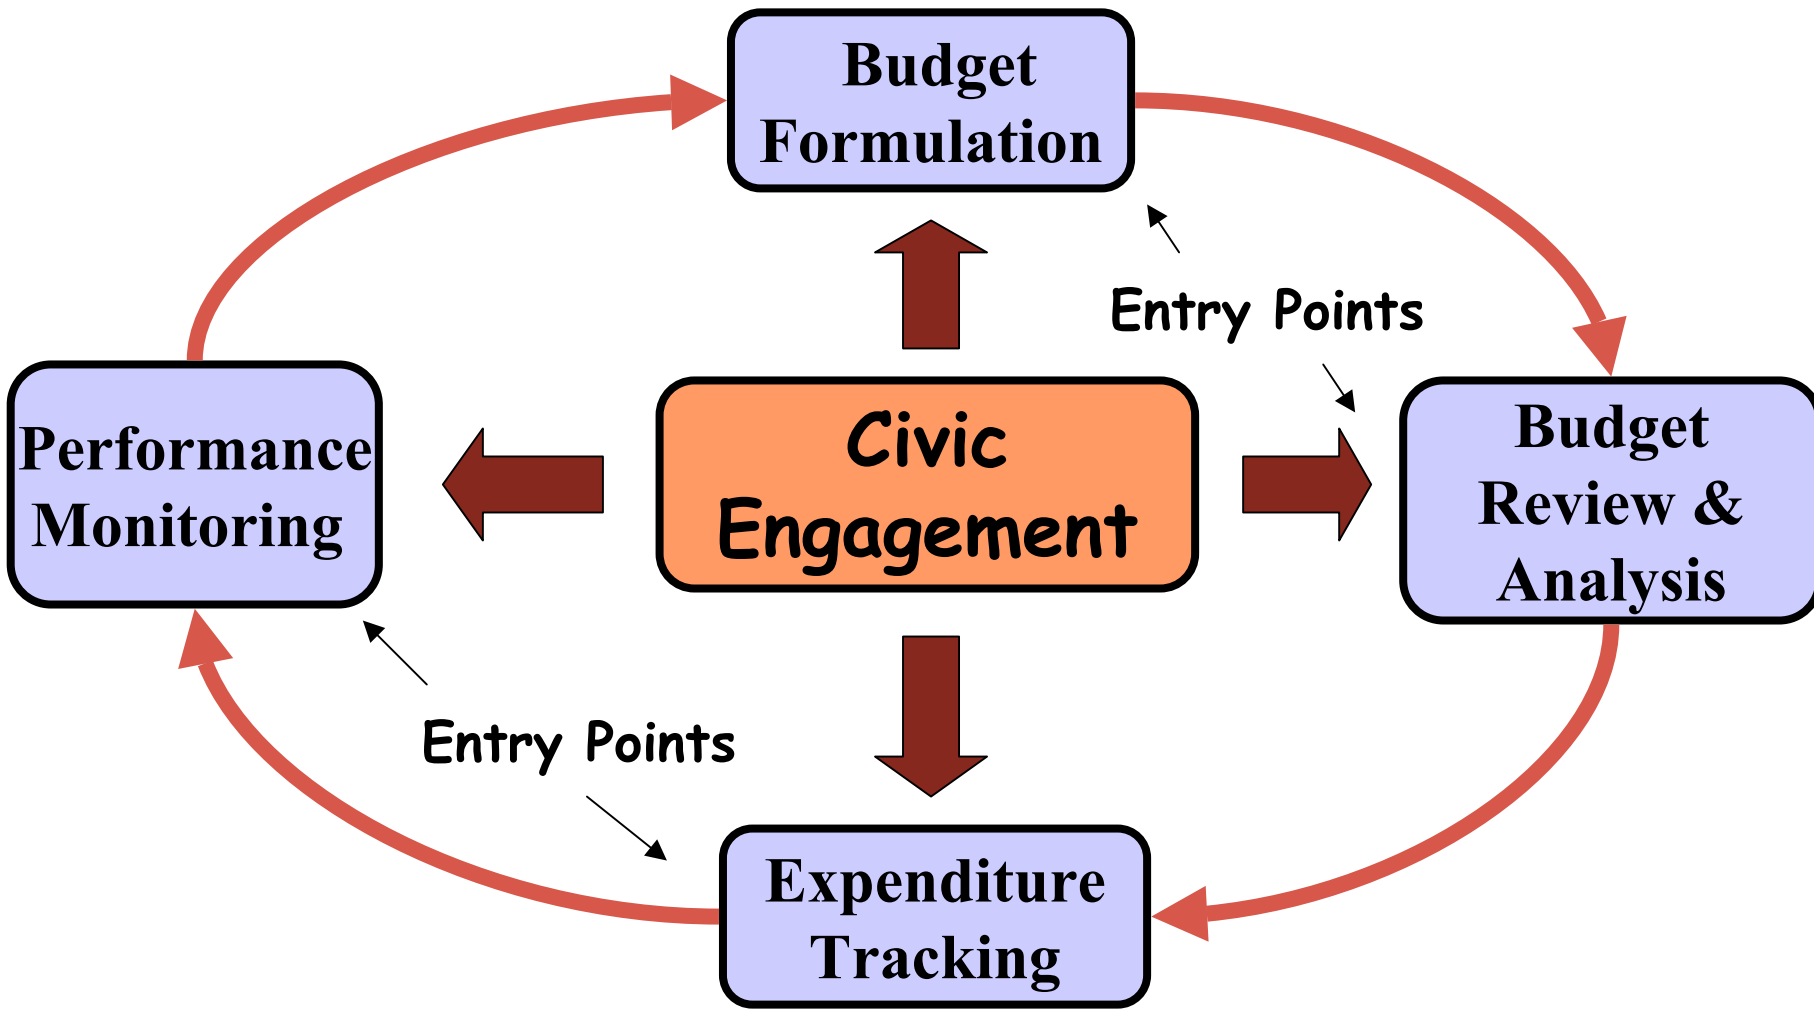 Budget
Formulation
Entry Points
Civic
Engagement
Performance
Monitoring
Budget
Review &
Analysis
Entry Points
Expenditure
Tracking